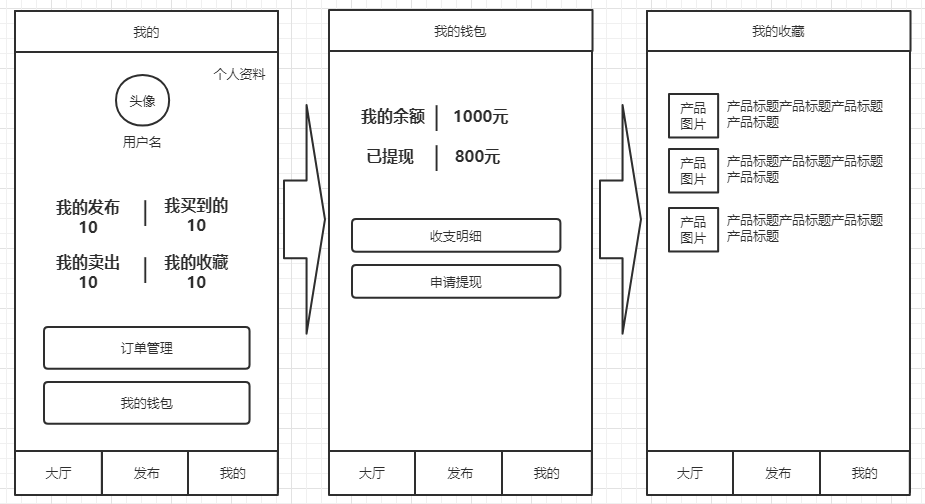 我的
个人资料
头像
用户名
我的发布
10
我买到的
10
我的卖出
10
我的收藏
10
订单管理
我的钱包
大厅
发布
我的
我的钱包
我的余额
1000元
已提现
800元
收支明细
申请提现
大厅
发布
我的
我的收藏
产品
图片
产品标题产品标题产品标题
产品标题
产品
图片
产品标题产品标题产品标题
产品标题
产品
图片
产品标题产品标题产品标题
产品标题
大厅
发布
我的